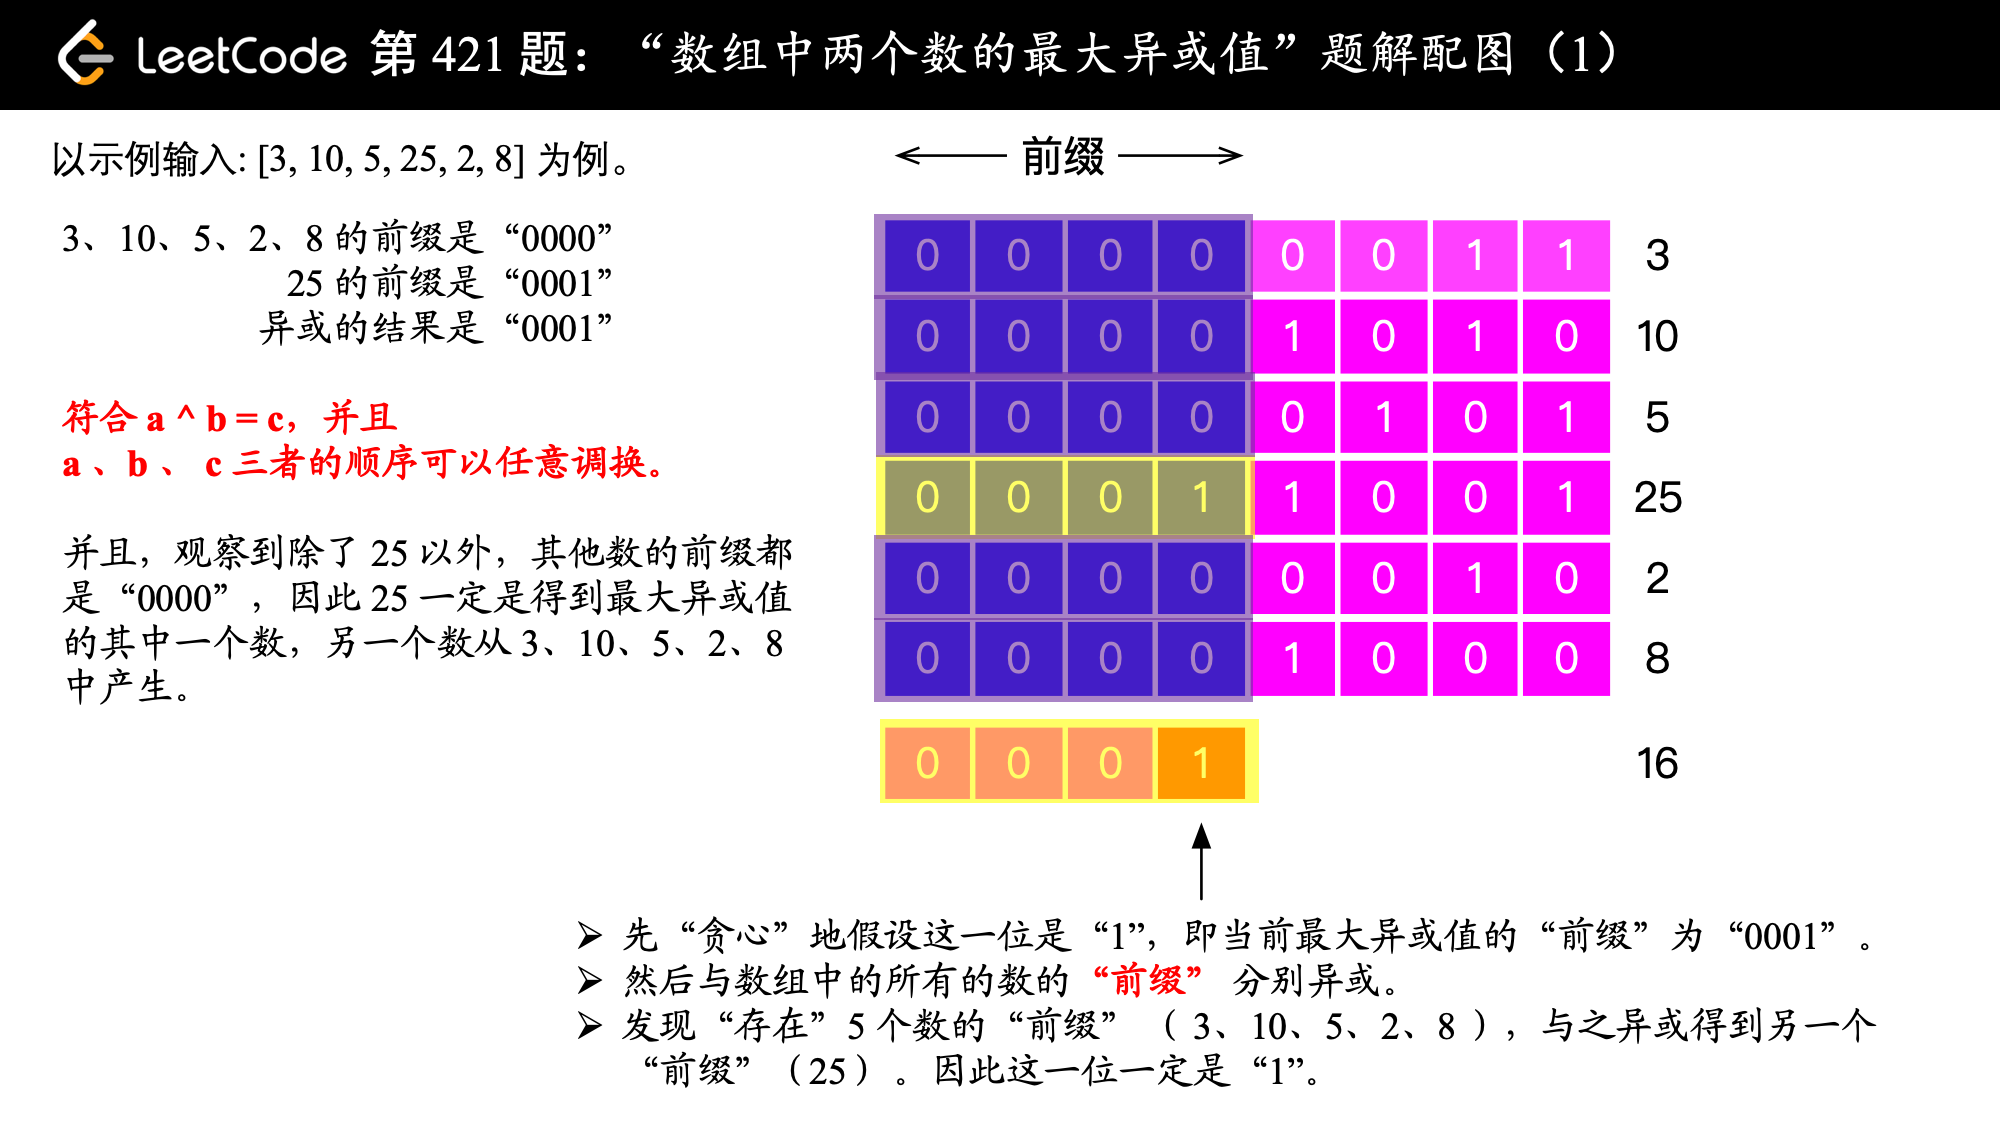 LeetCode 第 421 题：“数组中两个数的最大异或值”题解配图（1）
以示例输入: [3, 10, 5, 25, 2, 8] 为例。
3、10、5、2、8 的前缀是“0000”
25 的前缀是“0001”
异或的结果是“0001”
符合 a ^ b = c，并且
a 、b 、 c 三者的顺序可以任意调换。
并且，观察到除了 25 以外，其他数的前缀都
是“0000”，因此 25 一定是得到最大异或值
的其中一个数，另一个数从 3、10、5、2、8
中产生。
前缀
0 0 0 0 0 0 1 1 3
0 0 0 0 1 0 1 0 10
0 0 0 0 0 1 0 1 5
0 0 0 1 1 0 0 1 25
0 0 0 0 0 0 1 0 2
0 0 0 0 1 0 0 0 8
0 0 0 1 16
➢ 先“贪心”地假设这一位是“1”，即当前最大异或值的“前缀”为“0001”。
➢ 然后与数组中的所有的数的“前缀” 分别异或。
➢ 发现“存在”5 个数的“前缀”（ 3、10、5、2、8 ），与之异或得到另一个
“前缀”（25）。因此这一位一定是“1”。